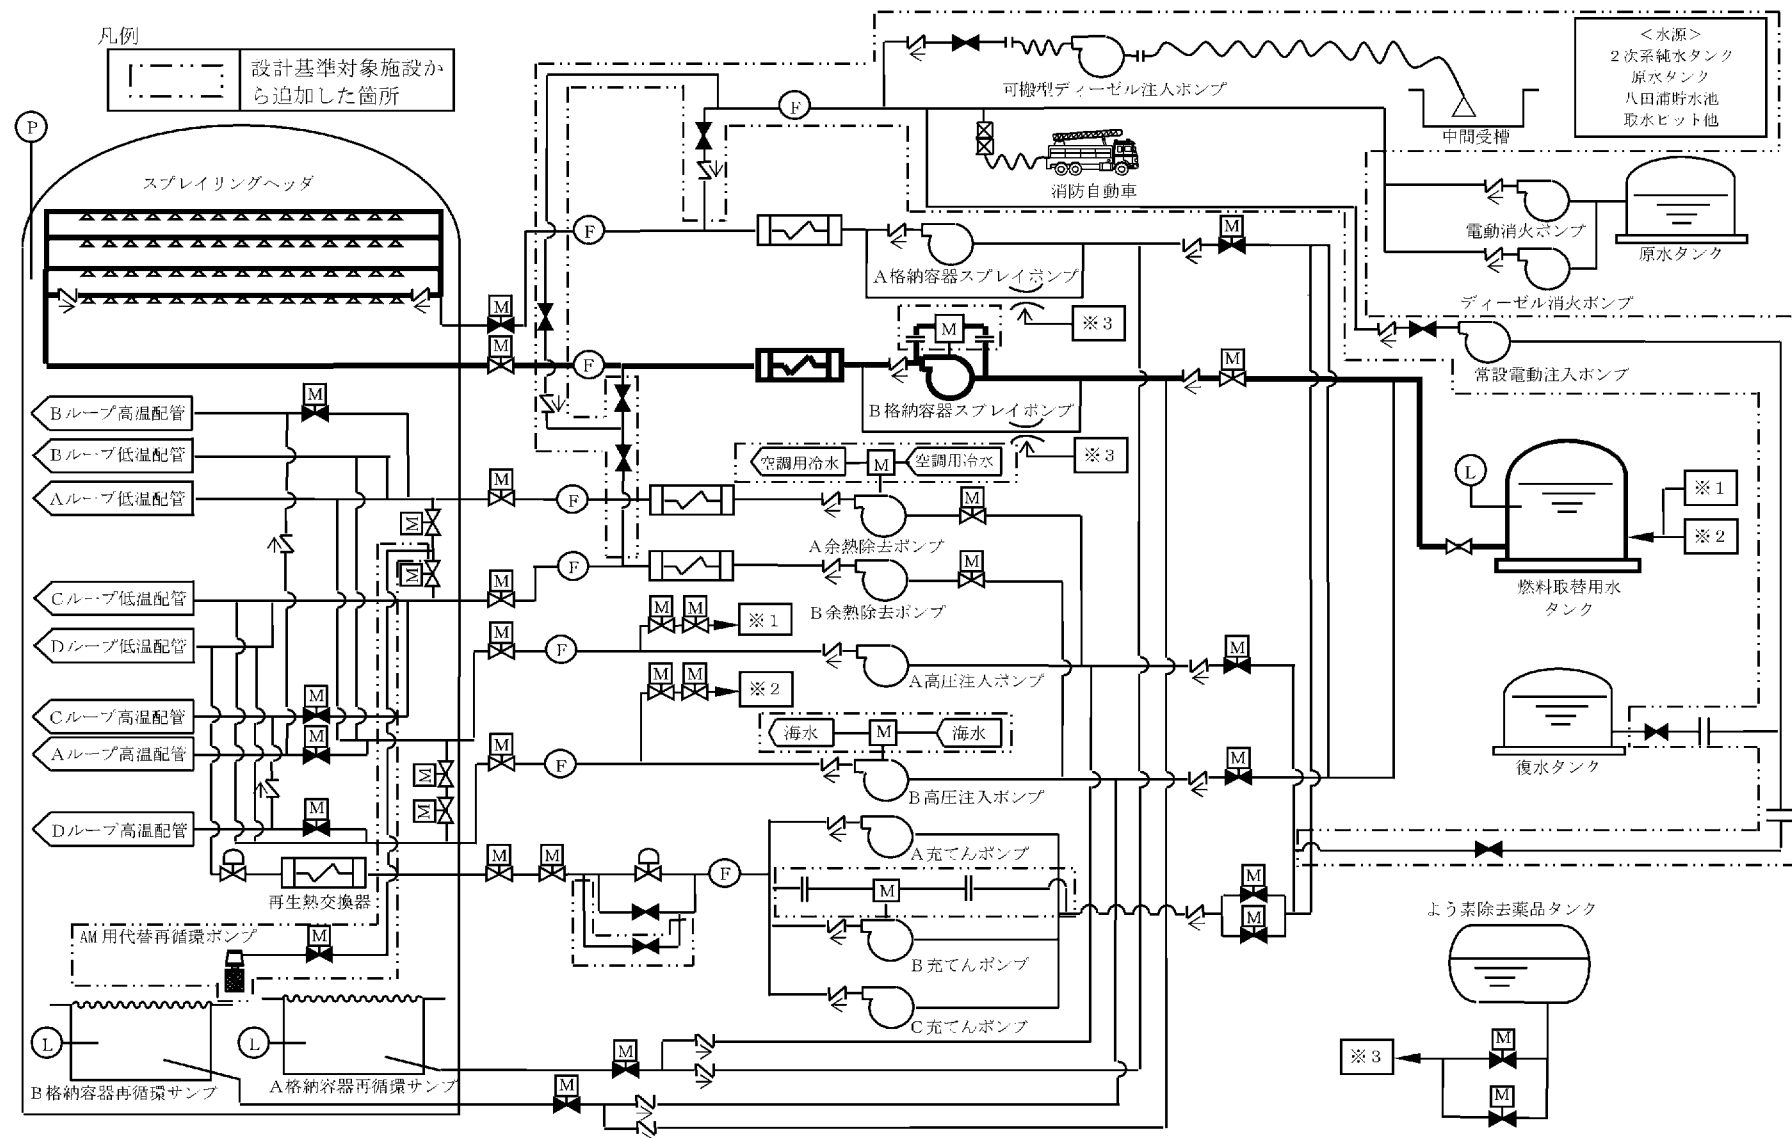 凡例
設計基準対象施設か
ら追加した箇所
P
スプレイリングヘッダ
F
可搬型ディーゼル注入ポンプ
中間受槽
＜水源＞
２次系純水タンク
原水タンク
八田浦貯水池
取水ピット他
消防自動車
電動消火ポンプ
原水タンク
ディーゼル消火ポンプ
F
M
A格納容器スプレイポンプ
M
※3
M
常設電動注入ポンプ
M
F
M
B格納容器スプレイポンプ
※3
Bループ高温配管
M
Bループ低温配管
空調用冷水
M
空調用冷水
L
※1
※2
燃料取替用水
タンク
Aループ低温配管
M
M
F
M
A余熱除去ポンプ
M
M
F
M
B余熱除去ポンプ
Cループ低温配管
M
M
※1
Dループ低温配管
M
F
A高圧注入ポンプ
M
M
M
※2
Cループ高温配管
M
海水
M
海水
Aループ高温配管
M
M
F
B高圧注入ポンプ
M
復水タンク
M
M
Dループ高温配管
M
再生熱交換器
M
M
F
A充てんポンプ
M
B充てんポンプ
C充てんポンプ
M
M
よう素除去薬品タンク
AM用代替再循環ポンプ
M
L
B格納容器再循環サンプ
L
A格納容器再循環サンプ
M
M
※3
M
M